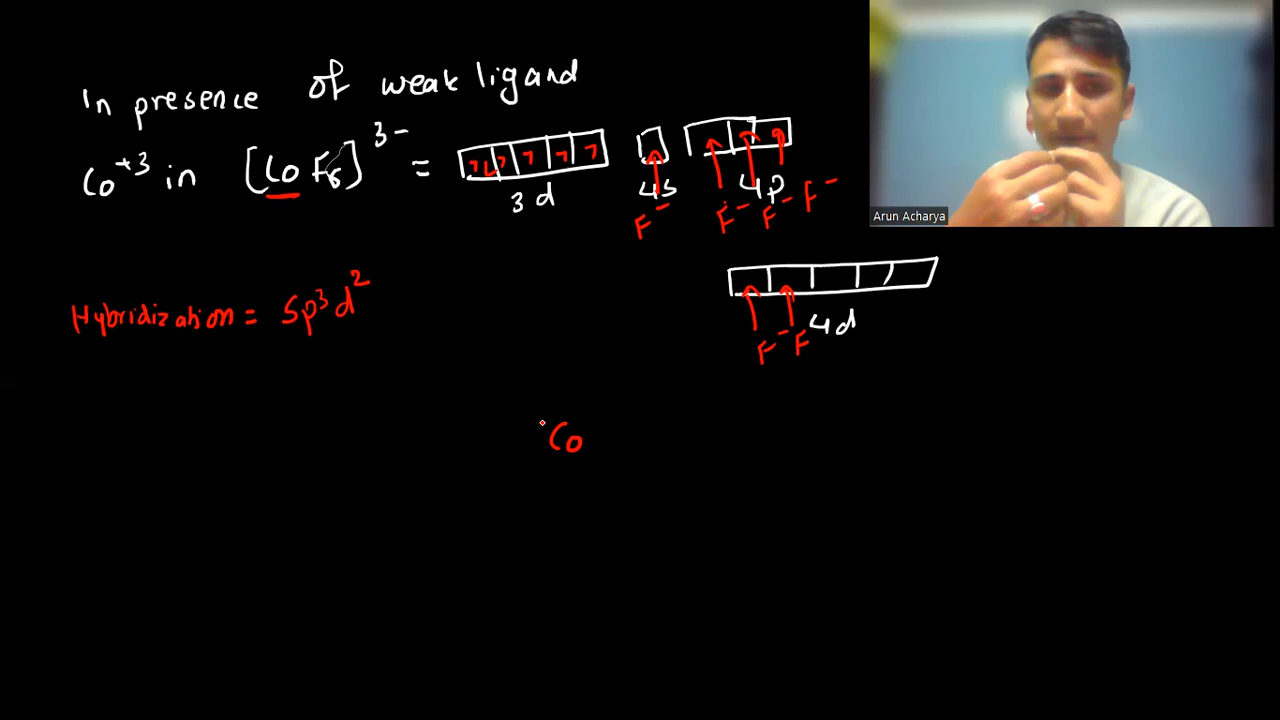 In presence of weak ligand
Co+3 in [CoF6]3- =
3d
4s
4p
F- F- F- F-
Hybridization = sp3d2
4d
F- F
Co
Arun Acharya